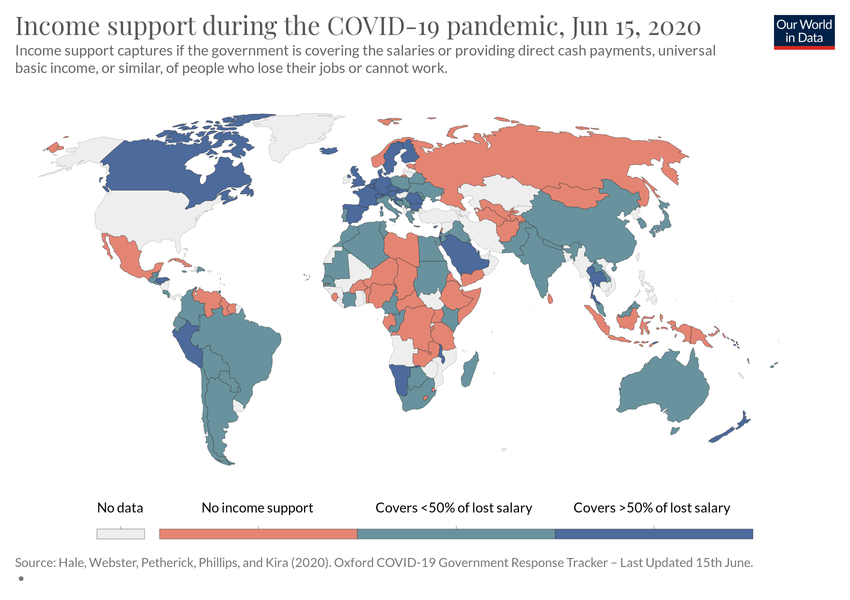 Income support during the COVID-19 pandemic, Jun 15, 2020
Our World
in Data
Income support captures if the government is covering the salaries or providing direct cash payments, universal
basic income, or similar, of people who lose their jobs or cannot work.
No data
No income support
Covers <50% of lost salary
Covers >50% of lost salary
Source: Hale, Webster, Petherick, Phillips, and Kira (2020). Oxford COVID-19 Government Response Tracker – Last Updated 15th June.
•